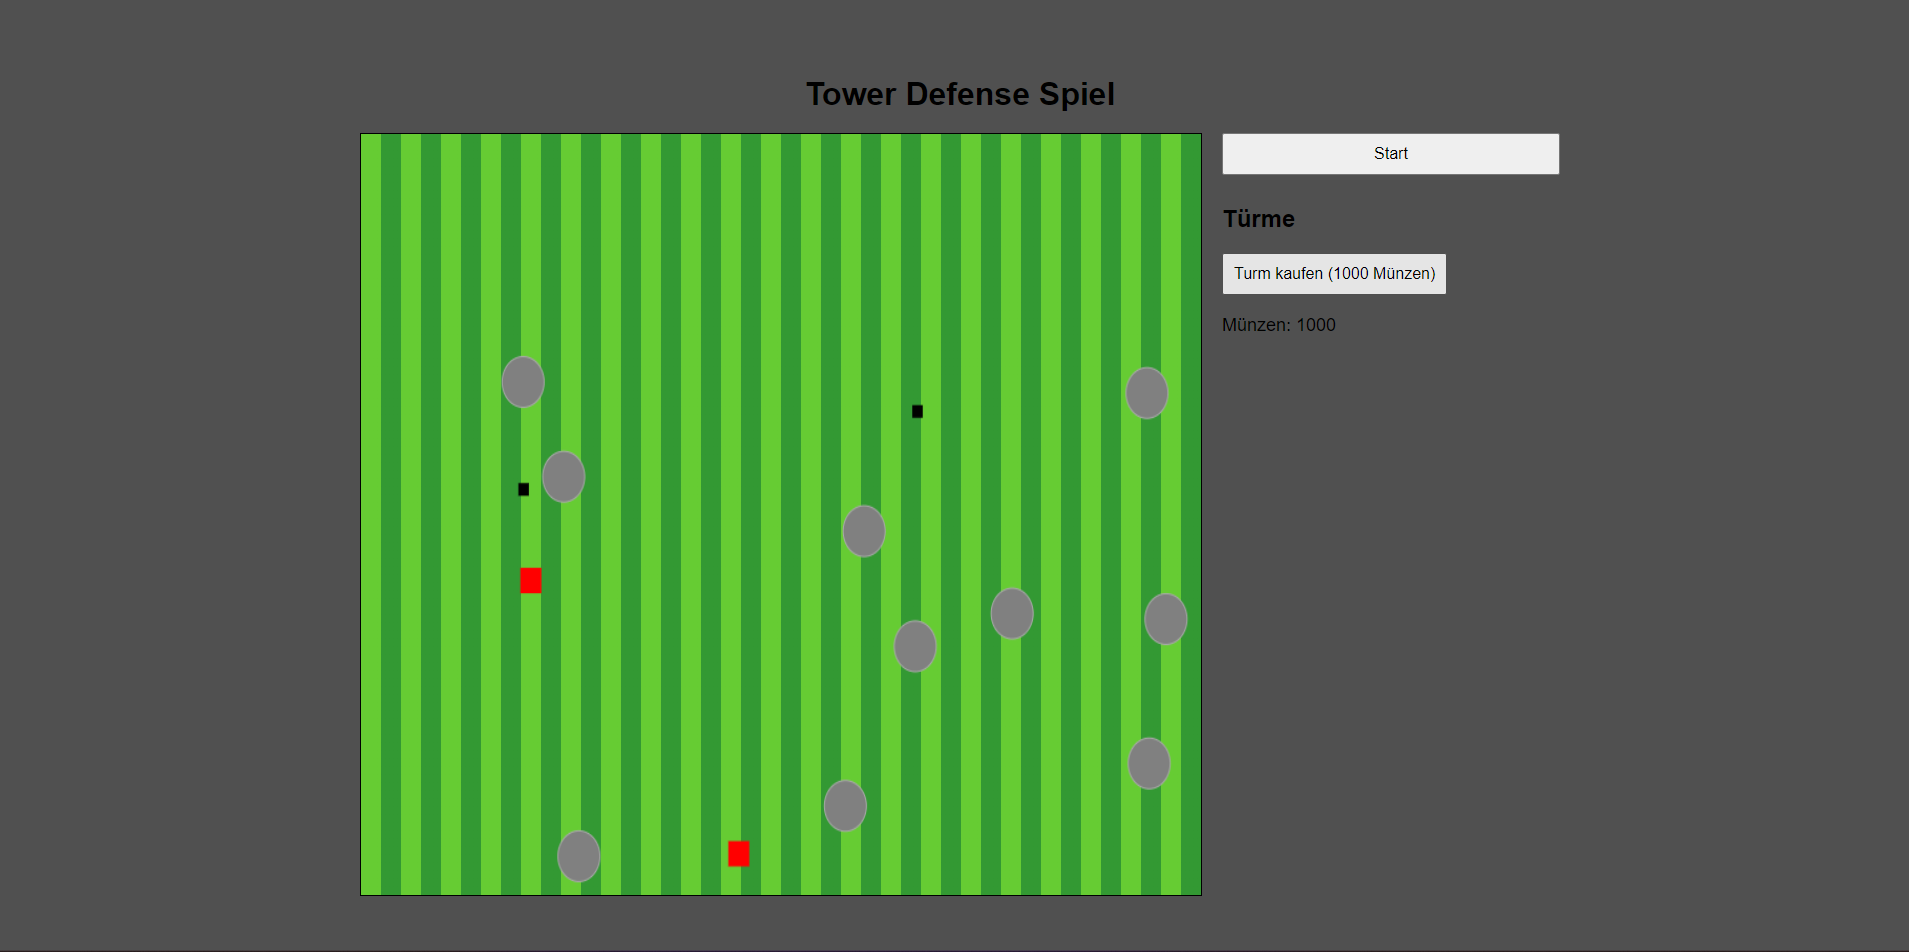 Tower Defense Spiel
Start
Türme
Turm kaufen (1000 Münzen)
Münzen: 1000